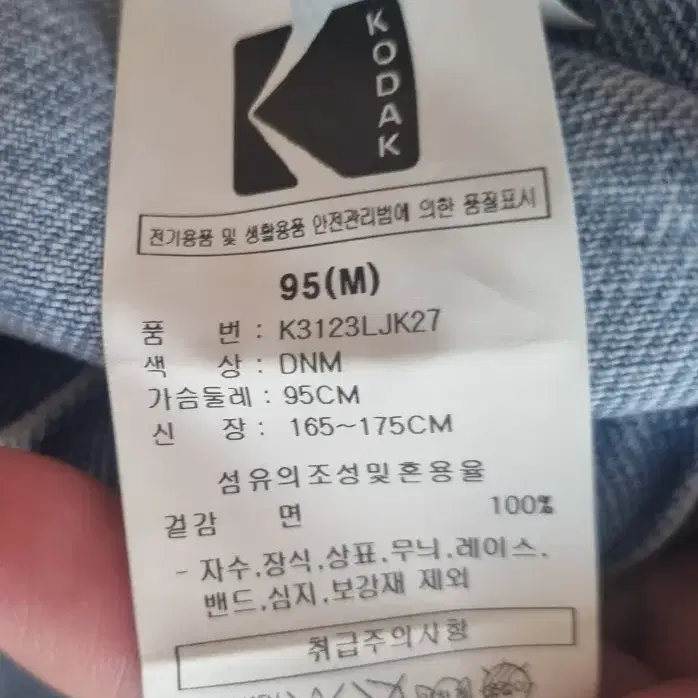 KODAK
전기용품 및 생활용품 안전관리법에 의한 품질표시
95(M)
품 번 : K3123LJK27
색 상 : DNM
가슴둘레 : 95CM
신 장 : 165~175CM
섬유의조성및혼용율
겉감 면 100%
- 자수.장식.상표.무늬.레이스.
밴드.심지.보강재 제외
취급주의사항